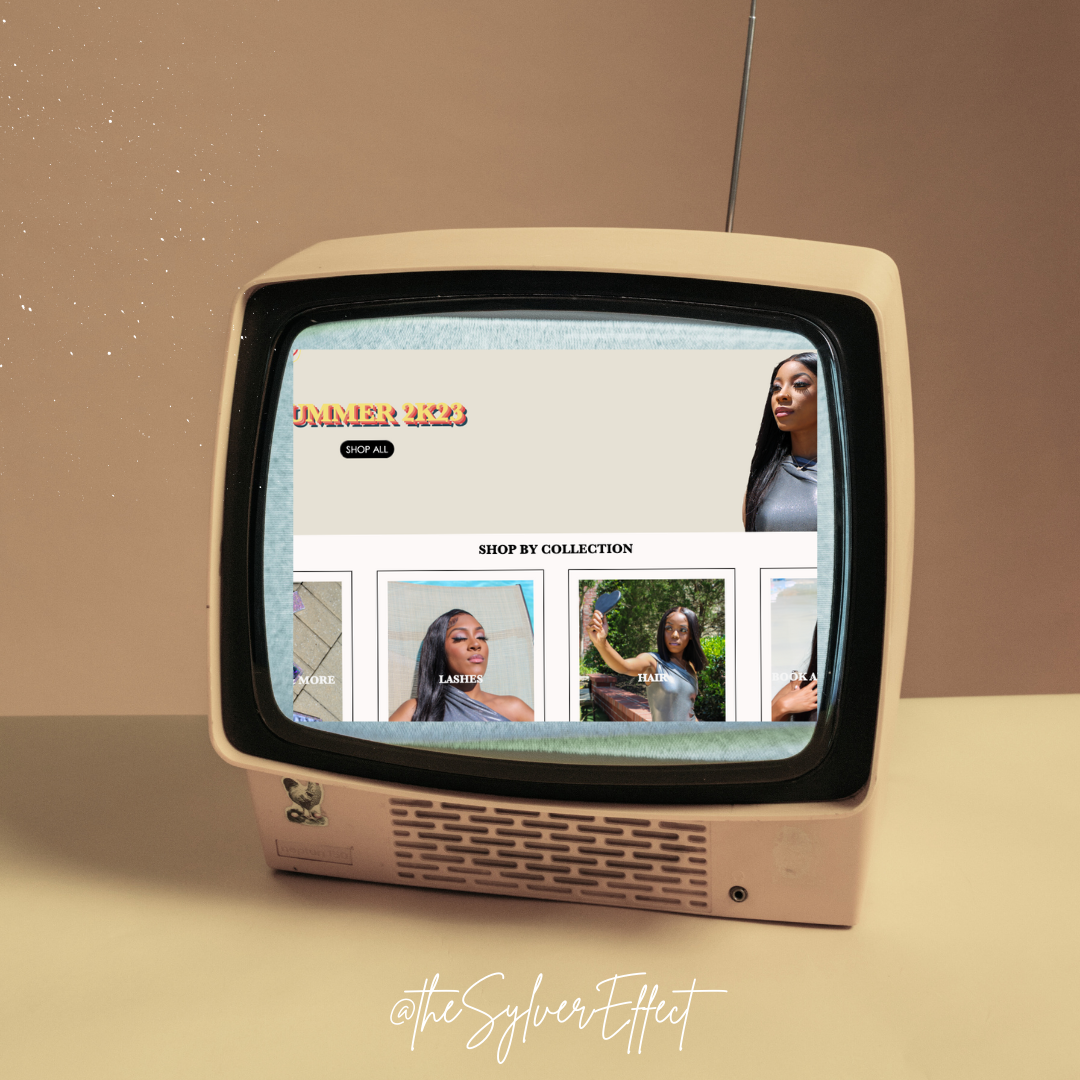 UMMER 2K23
SHOP ALL
SHOP BY COLLECTION
MORE
LASHES
HAIR
BOOK A
@theSylverEffect